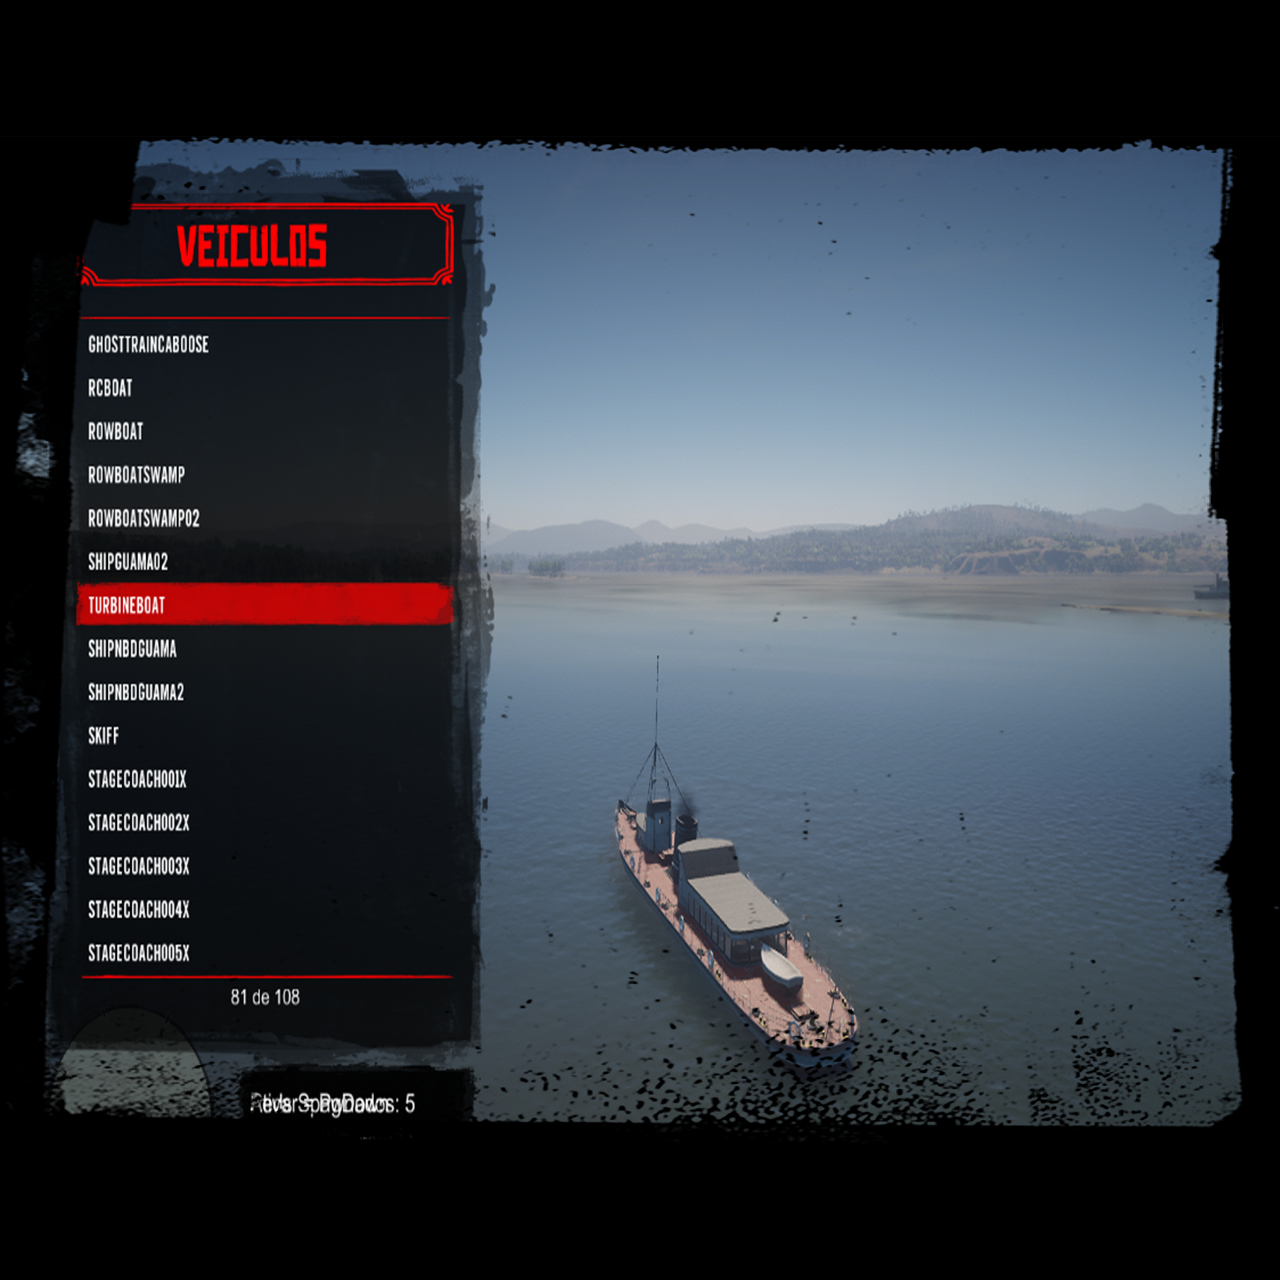 VEICULOS
GHOSTTRAINCABOOSE
RCBOAT
ROWBOAT
ROWBOATSWAMP
ROWBOATSWAMP02
SHIPGUAMA02
TURBINEBOAT
SHIPNBDGUAMA
SHIPNBDGUAMA2
SKIFF
STAGECOACH001X
STAGECOACH002X
STAGECOACH003X
STAGECOACH004X
STAGECOACH005X
81 de 108
5